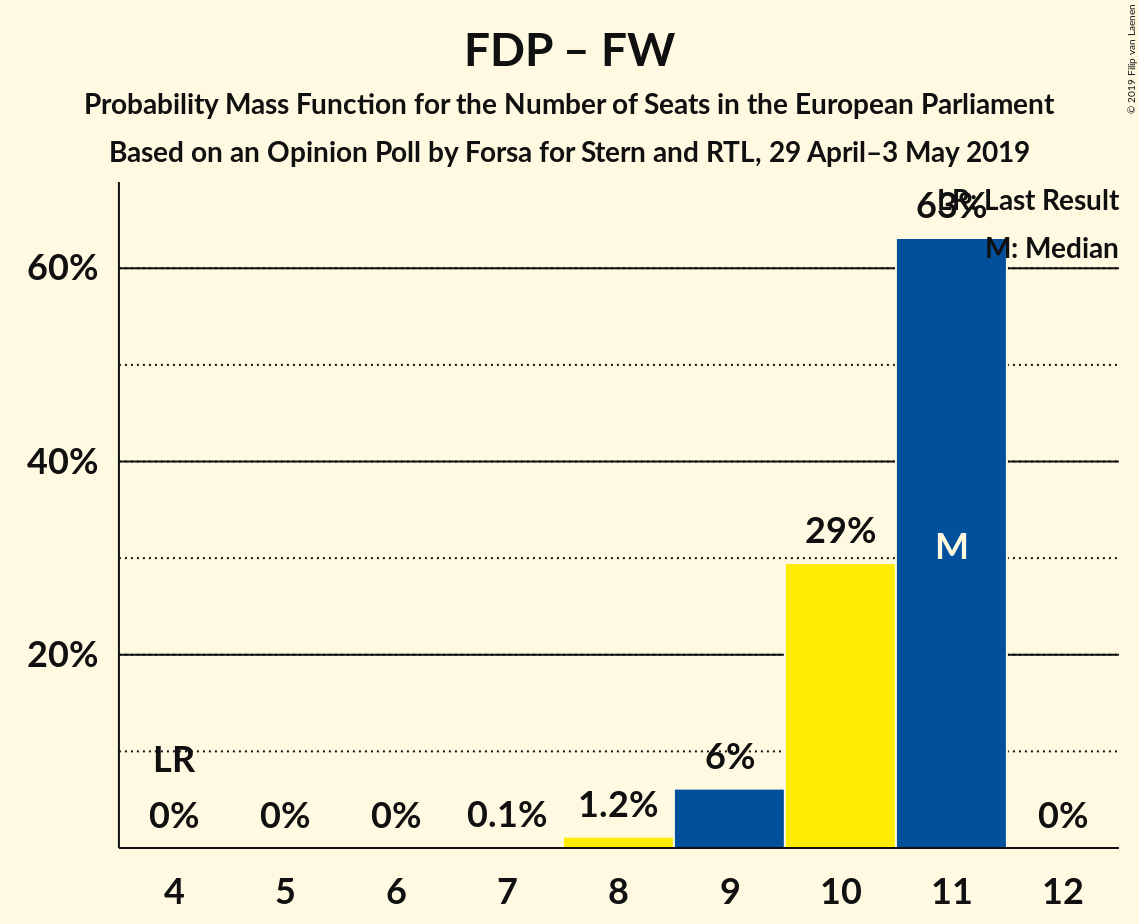 FDP – FW
Probability Mass Function for the Number of Seats in the European Parliament
Based on an Opinion Poll by Forsa for Stern and RTL, 29 April–3 May 2019
© 2019 Filip van Laenen
LR: Last Result
M: Median
63%
60%
40%
20%
29%
M
LR
6%
1.2%
0%
0%
0%
0.1%
0%
4 5 6 7 8 9 10 11 12